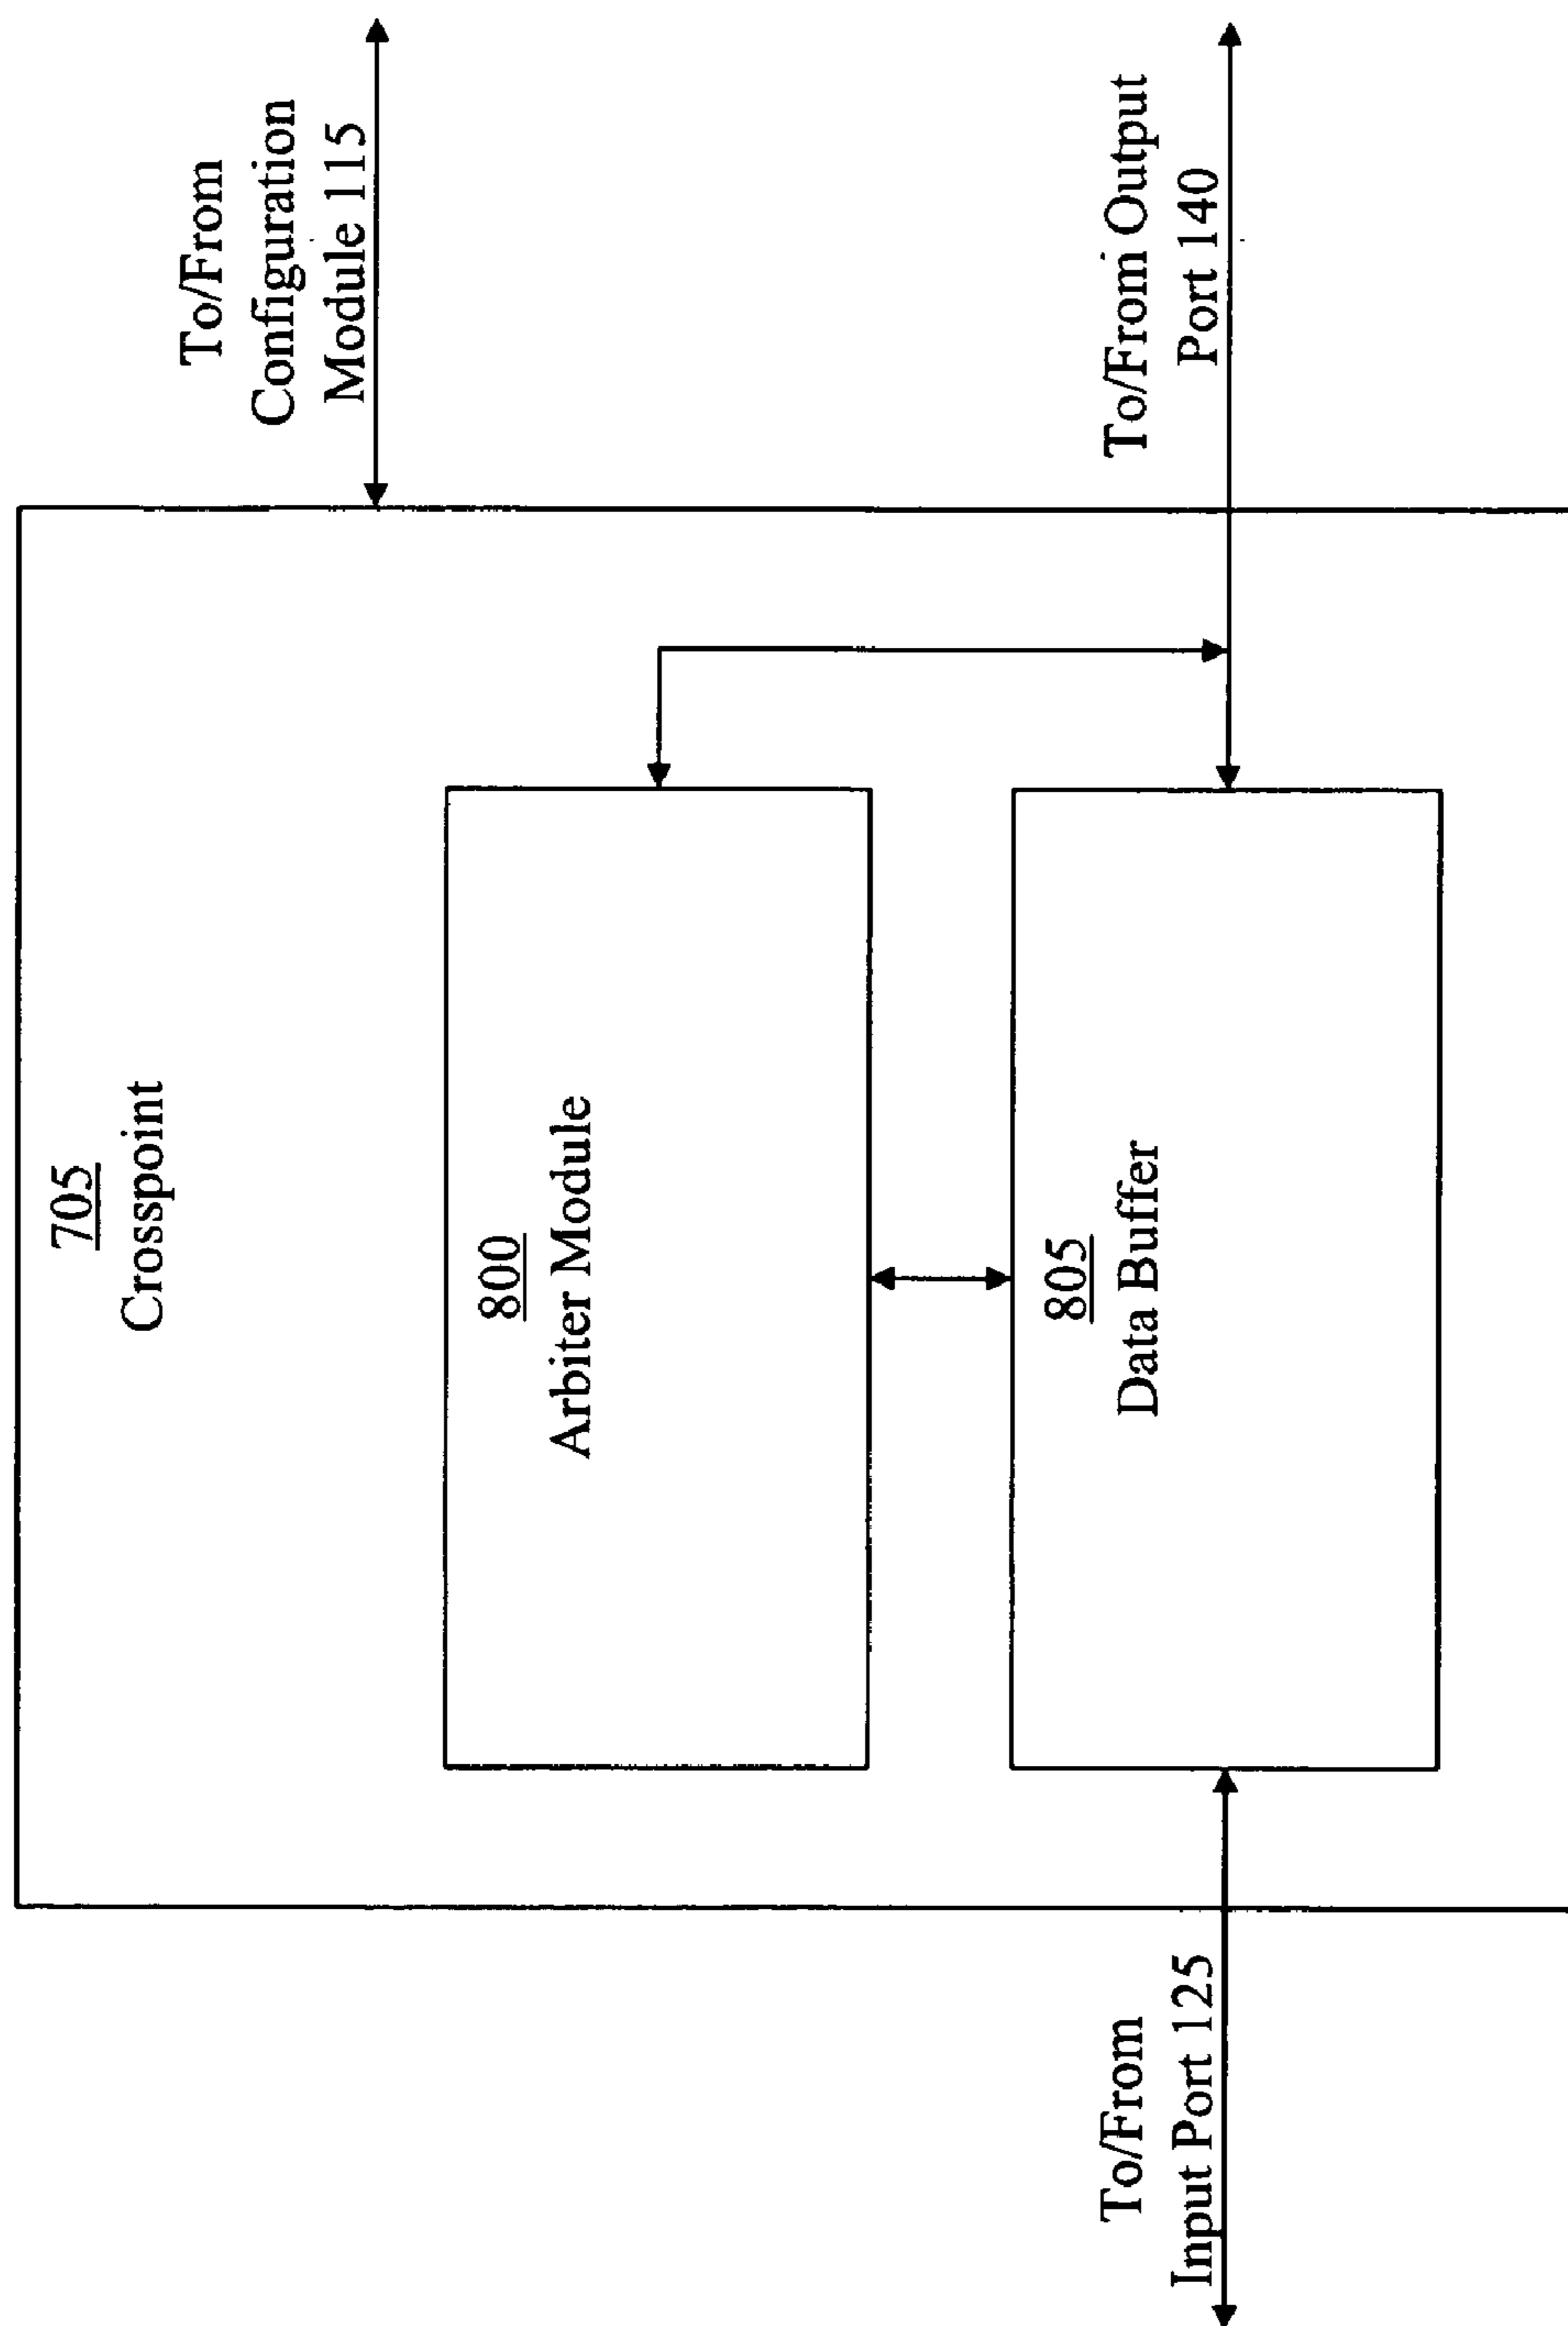 705
Crosspoint
To/From
Configuration
Module 115
800
Arbiter Module
805
Data Buffer
To/From
Input Port 125
To/From Output
Port 140